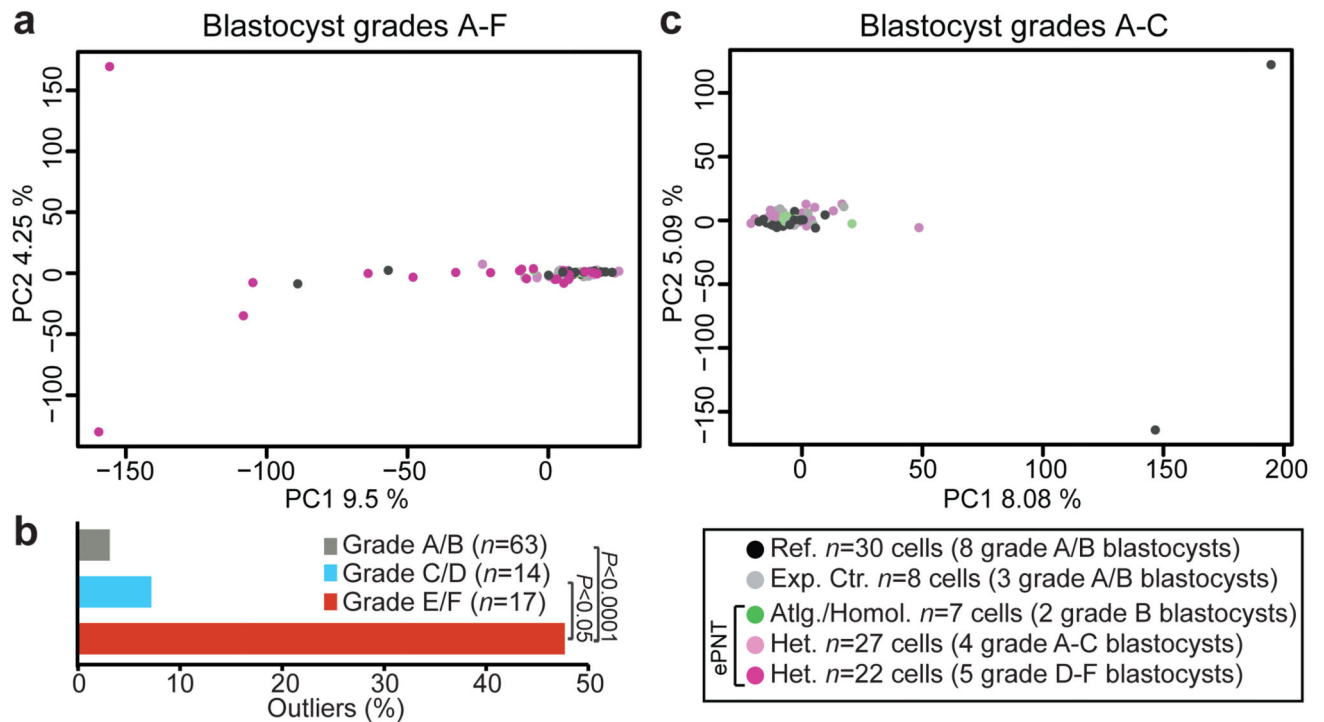 a
Blastocyst grades A-F
PC2 4.25 %
150
100
50
0
−50
−100
−150
−100
−50
0
PC1 9.5 %
b
Grade A/B (n=63)
Grade C/D (n=14)
Grade E/F (n=17)
P<0.05
P<0.0001
0
10
20
30
40
50
Outliers (%)
c
Blastocyst grades A-C
PC2 5.09 %
100
50
0
−50
−100
−150
0
50
100
150
200
PC1 8.08 %
Ref. n=30 cells (8 grade A/B blastocysts)
Exp. Ctr. n=8 cells (3 grade A/B blastocysts)
ePNT
Atlg./Homol. n=7 cells (2 grade B blastocysts)
Het. n=27 cells (4 grade A-C blastocysts)
Het. n=22 cells (5 grade D-F blastocysts)